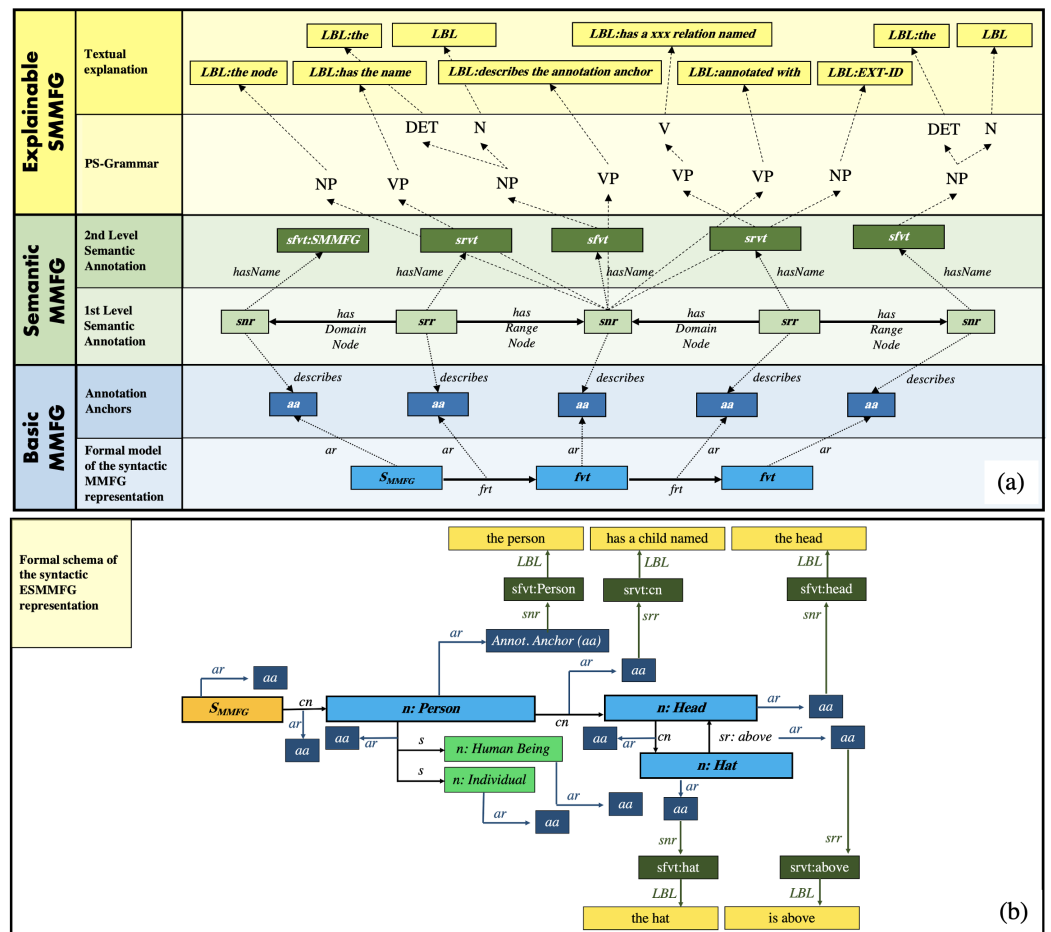 Explainable
SMMFG
Textual
explanation
LBL:the
LBL
LBL:has a xxx relation named
LBL:the
LBL
LBL:the node
LBL:has the name
LBL:describes the annotation anchor
LBL:annotated with
LBL:EXT-ID
PS-Grammar
DET
N
V
DET
N
NP
VP
NP
VP
VP
VP
NP
NP
Semantic
MMFG
2nd Level
Semantic
Annotation
sfvt:SMMFG
srvt
sfvt
srvt
sfvt
hasName
hasName
hasName
hasName
hasName
1st Level
Semantic
Annotation
snr
has
Domain
Node
srr
has
Range
Node
snr
has
Domain
Node
srr
has
Range
Node
snr
Basic
MMFG
describes
describes
describes
describes
describes
Annotation
Anchors
aa
aa
aa
aa
aa
Formal model
of the syntactic
MMFG
representation
ar
ar
ar
ar
ar
SMMFG
frt
fvt
frt
fvt
(a)
Formal schema of
the syntactic
ESMMFG
representation
the person
has a child named
the head
LBL
LBL
LBL
sfvt:Person
srvt:cn
sfvt:head
snr
srr
snr
ar
Annot. Anchor (aa)
ar
aa
ar
aa
SMMFG
cn
n: Person
cn
n: Head
ar
aa
ar
aa
aa
ar
aa
ar
cn
sr: above
ar
aa
s
n: Human Being
n: Hat
s
n: Individual
ar
aa
ar
aa
ar
aa
snr
srr
sfvt:hat
srvt:above
LBL
LBL
the hat
is above
(b)